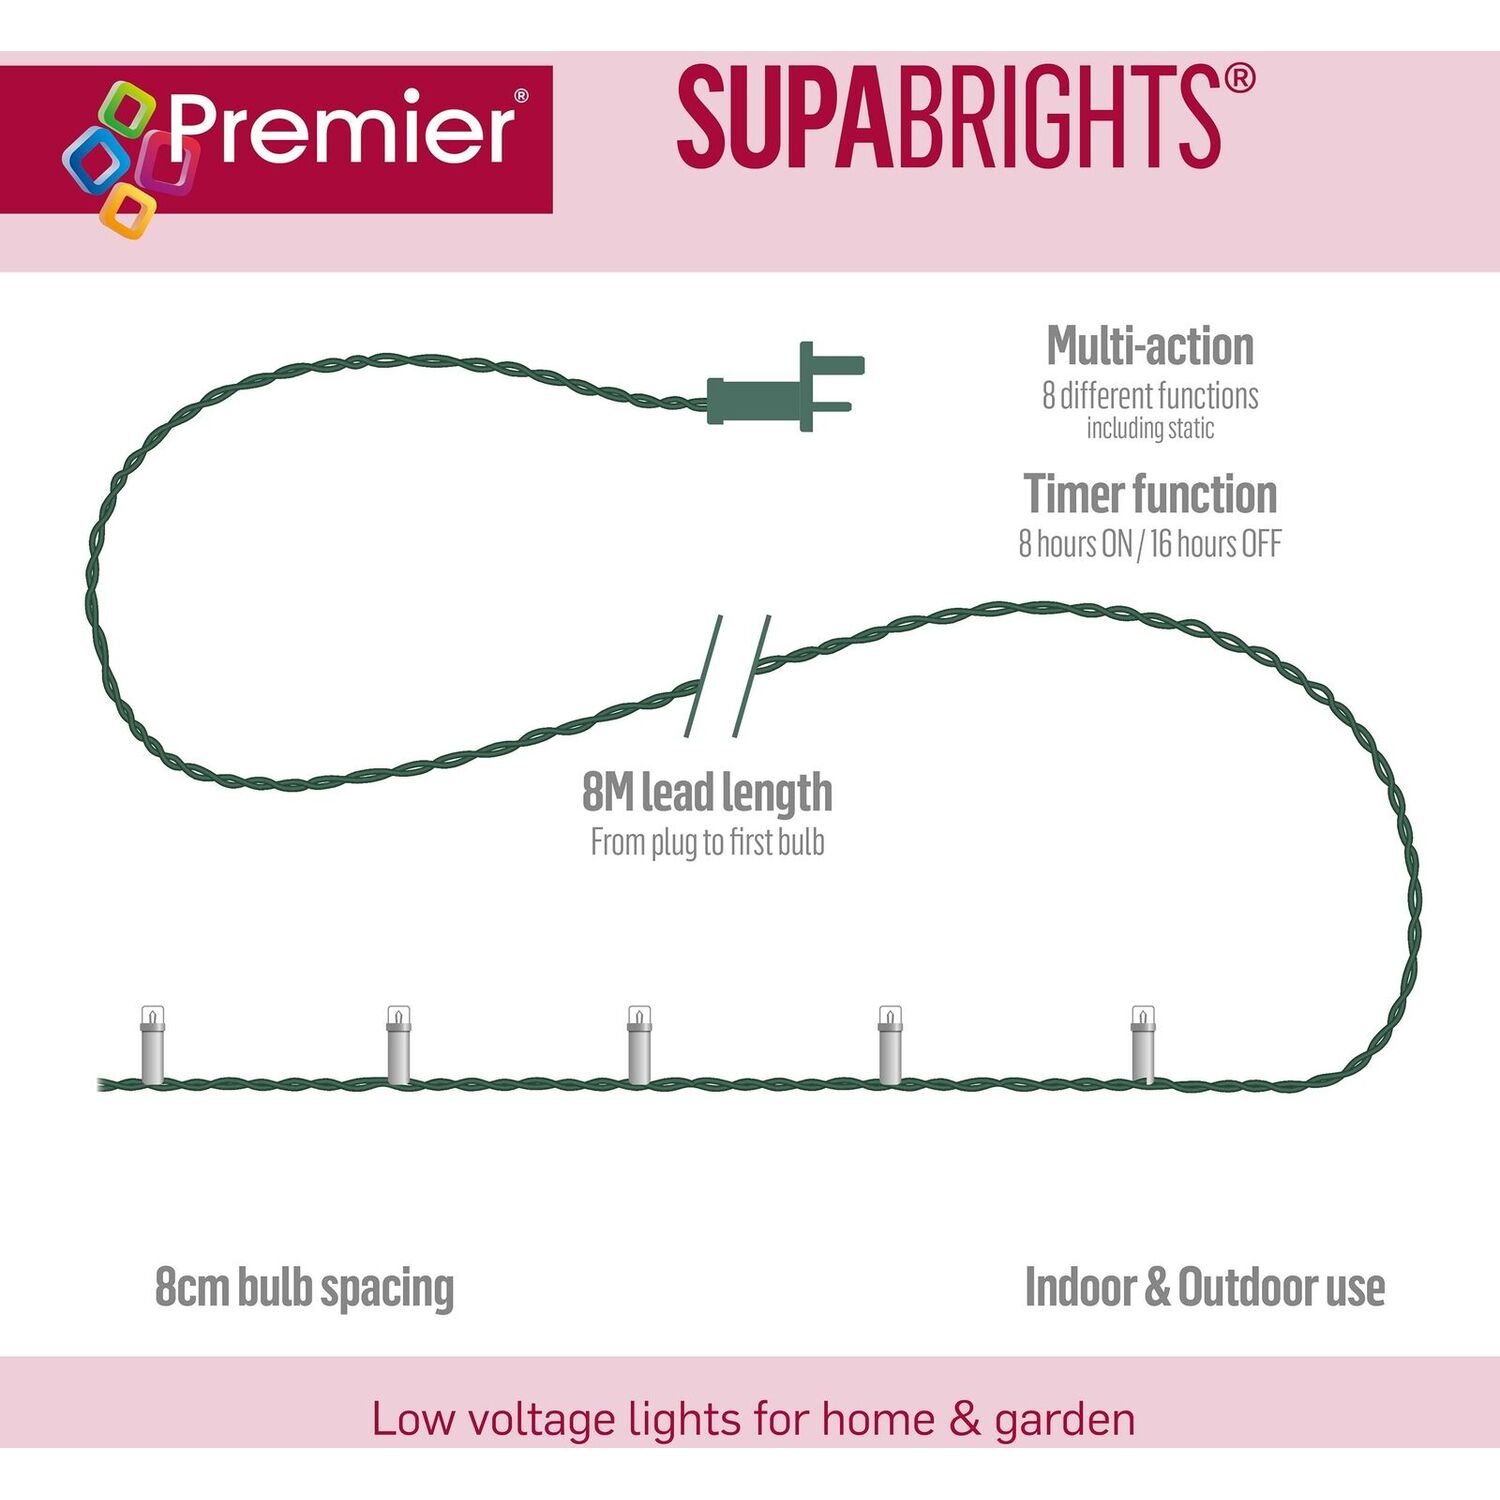 Premier®
SUPABRIGHTS®
Multi-action
8 different functions
including static
Timer function
8 hours ON / 16 hours OFF
8M lead length
From plug to first bulb
8cm bulb spacing
Indoor & Outdoor use
Low voltage lights for home & garden